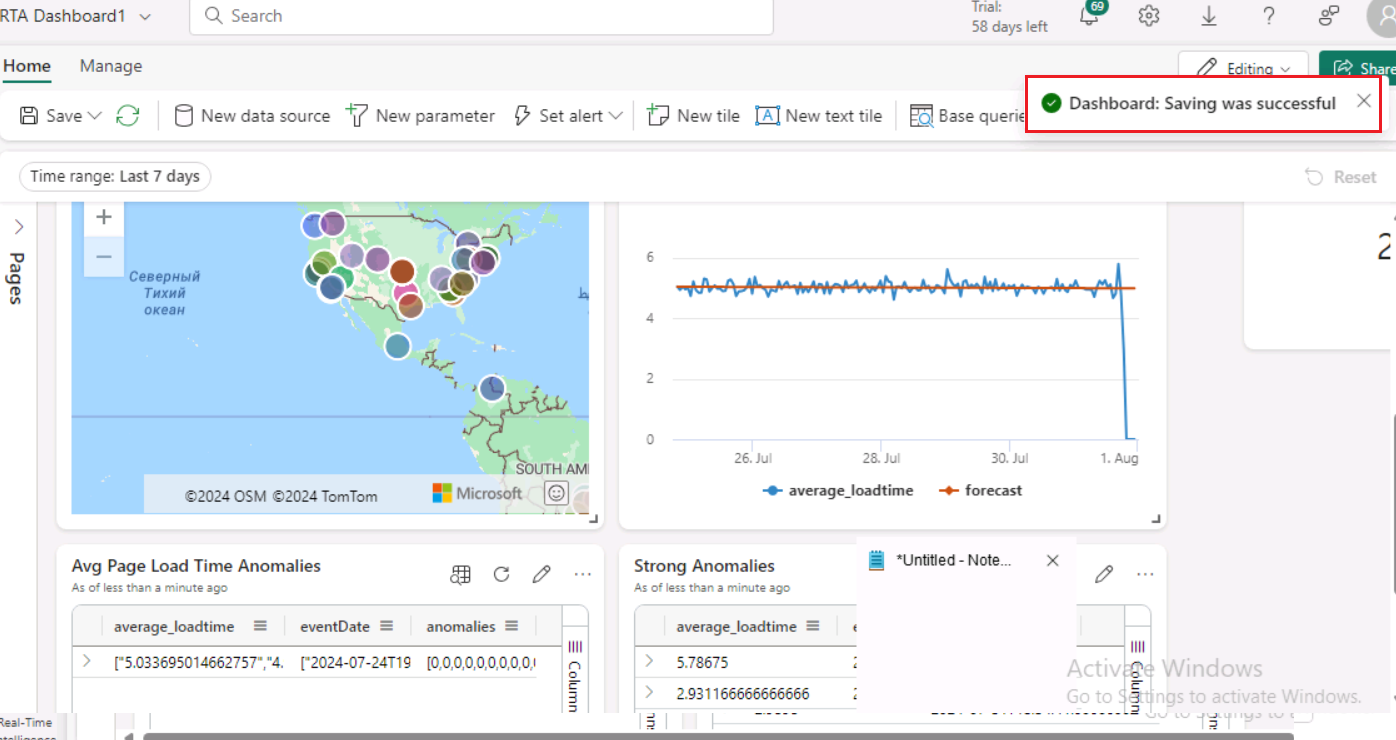 RTA Dashboard1
Search
Trial:
58 days left
69
Home
Manage
Editing
Share
Save
New data source
New parameter
Set alert
New tile
New text tile
Base querie
Dashboard: Saving was successful
Time range: Last 7 days
Reset
Pages
Северный
Тихий
океан
SOUTH AM
©2024 OSM ©2024 TomTom
Microsoft
6
4
2
0
26. Jul
28. Jul
30. Jul
1. Aug
average_loadtime
forecast
2
Avg Page Load Time Anomalies
As of less than a minute ago
average_loadtime
eventDate
anomalies
["5.033695014662757","4.
["2024-07-24T19
[0,0,0,0,0,0,0,0,0,
Column
Strong Anomalies
As of less than a minute ago
average_loadtime
e
5.78675
2
2.931166666666666
2
Column
*Untitled - Note...
Activate Windows
Go to Settings to activate Windows.
Real-Time